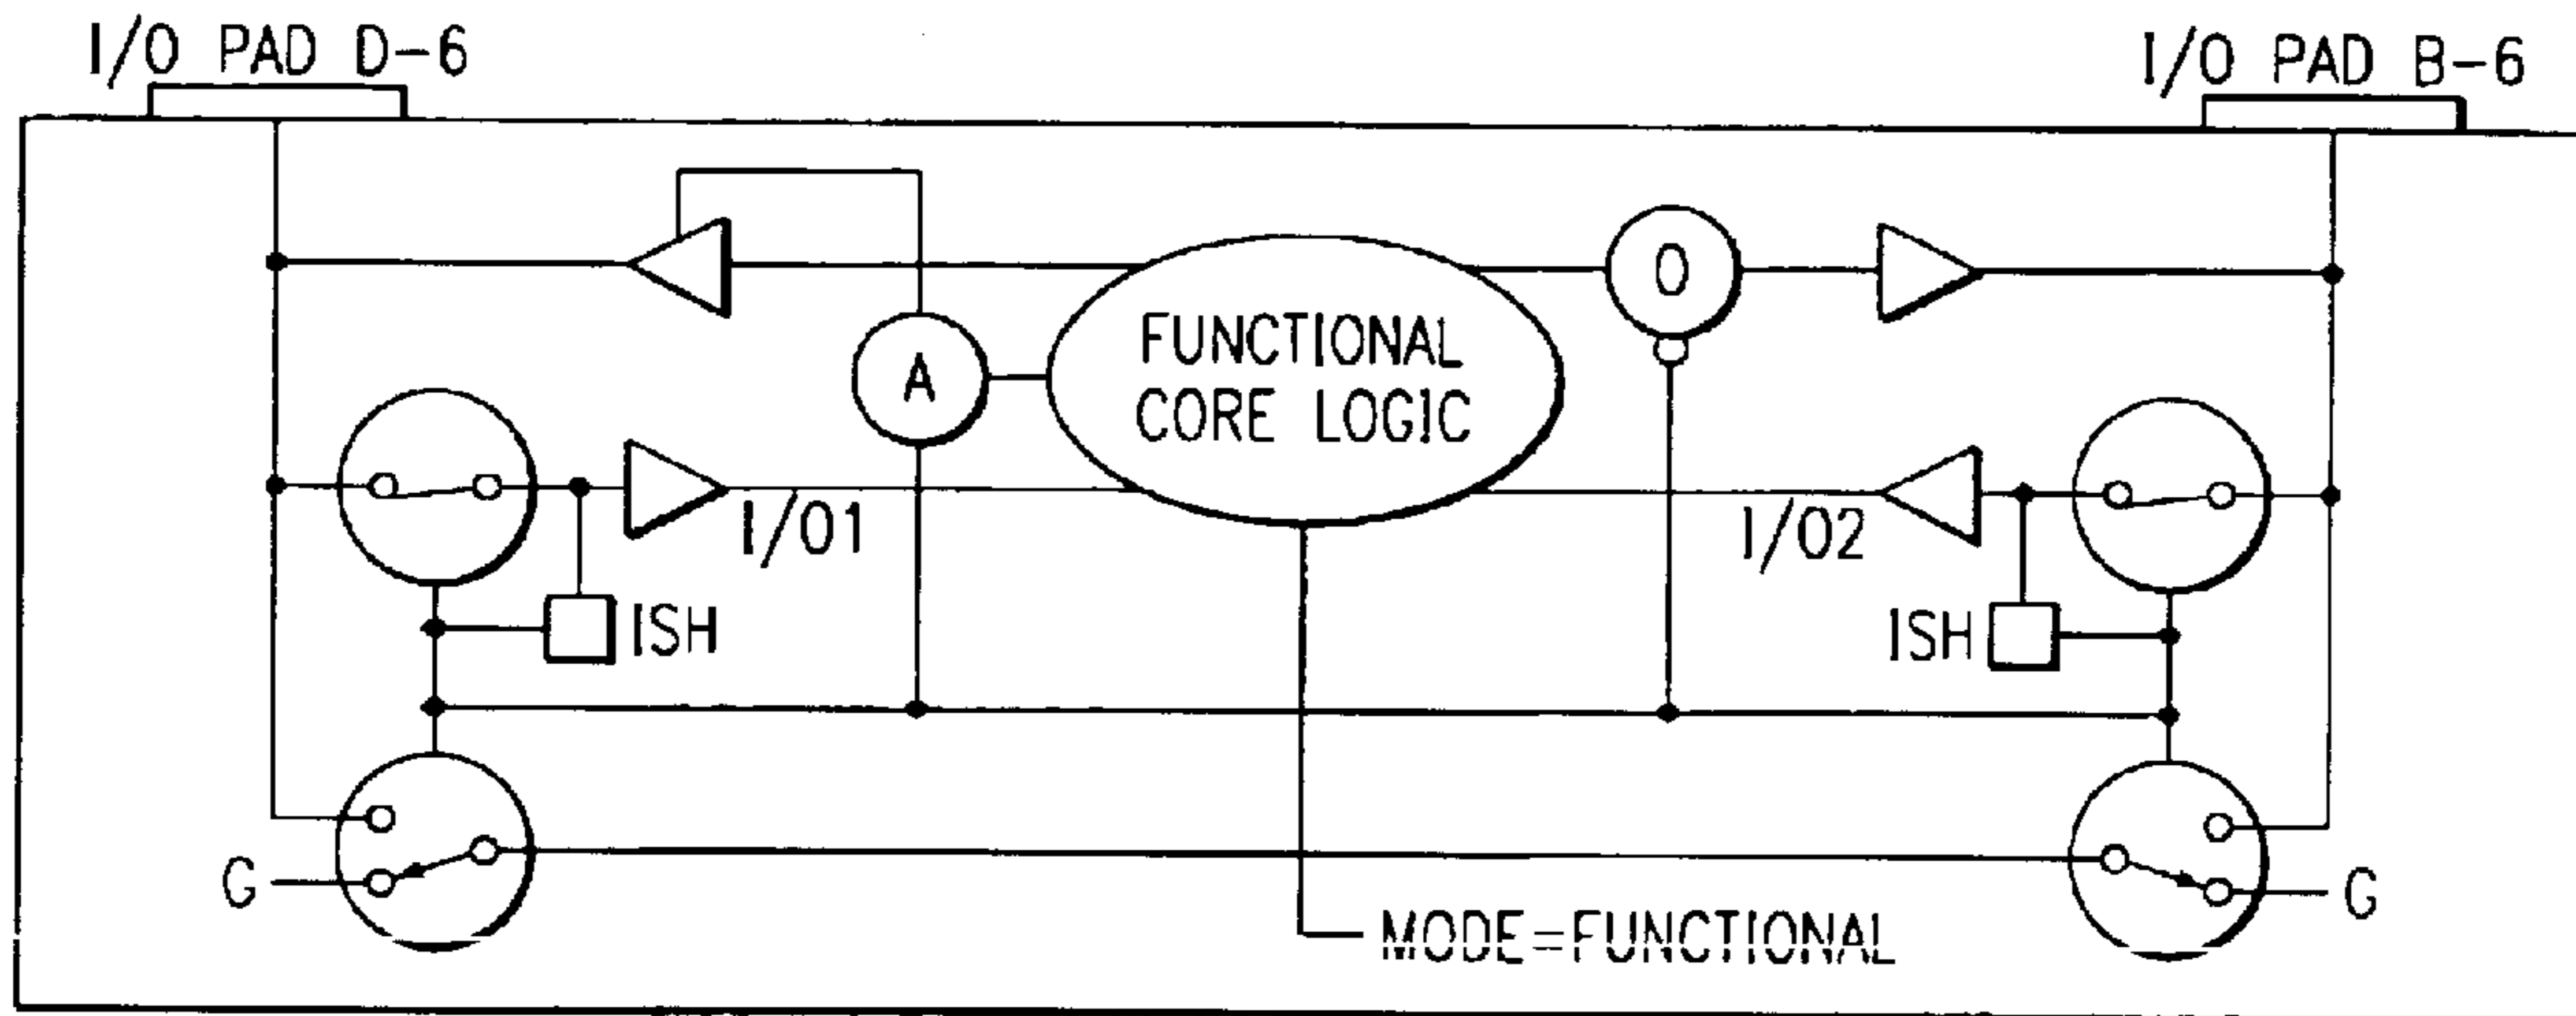 I/O PAD D-6
I/O PAD B-6
O
FUNCTIONAL
CORE LOGIC
A
I/O1
I/O2
ISH
ISH
G
G
MODE=FUNCTIONAL